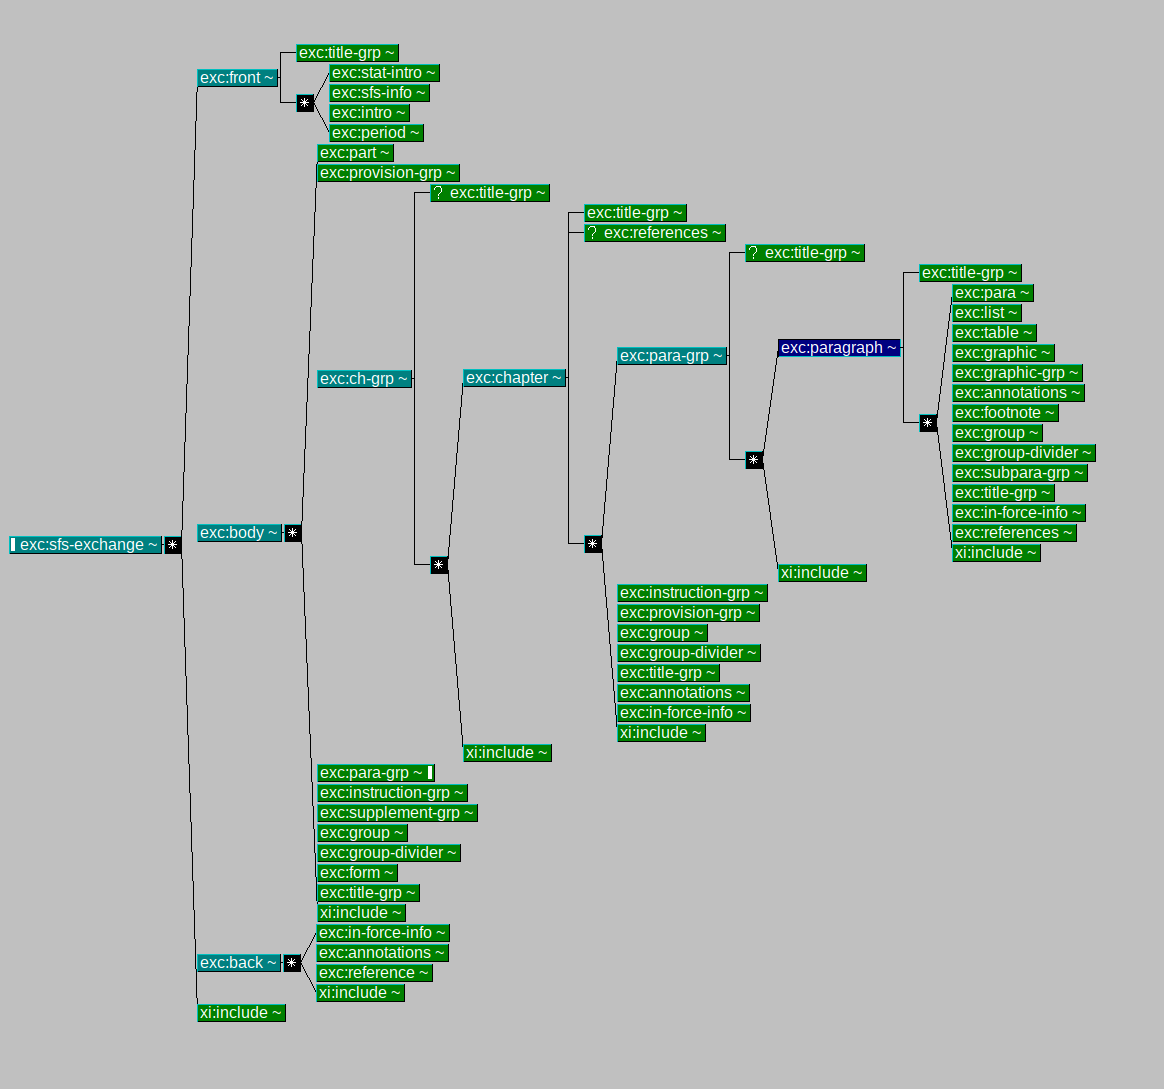 exc:title-grp ~
exc:front ~
exc:stat-intro ~
exc:sfs-info ~
*
exc:intro ~
exc:period ~
exc:part ~
exc:provision-grp ~
? exc:title-grp ~
exc:title-grp ~
? exc:references ~
? exc:title-grp ~
exc:title-grp ~
exc:para ~
exc:list ~
exc:table ~
exc:paragraph ~
exc:graphic ~
exc:para-grp ~
exc:graphic-grp ~
exc:ch-grp ~
exc:chapter ~
exc:annotations ~
exc:footnote ~
*
exc:group ~
exc:group-divider ~
*
exc:subpara-grp ~
exc:title-grp ~
exc:in-force-info ~
exc:references ~
exc:body ~ *
exc:sfs-exchange ~ *
*
xi:include ~
*
xi:include ~
exc:instruction-grp ~
exc:provision-grp ~
exc:group ~
exc:group-divider ~
exc:title-grp ~
exc:annotations ~
exc:in-force-info ~
xi:include ~
xi:include ~
exc:para-grp ~
exc:instruction-grp ~
exc:supplement-grp ~
exc:group ~
exc:group-divider ~
exc:form ~
exc:title-grp ~
xi:include ~
exc:in-force-info ~
exc:annotations ~
exc:back ~ *
exc:reference ~
xi:include ~
xi:include ~